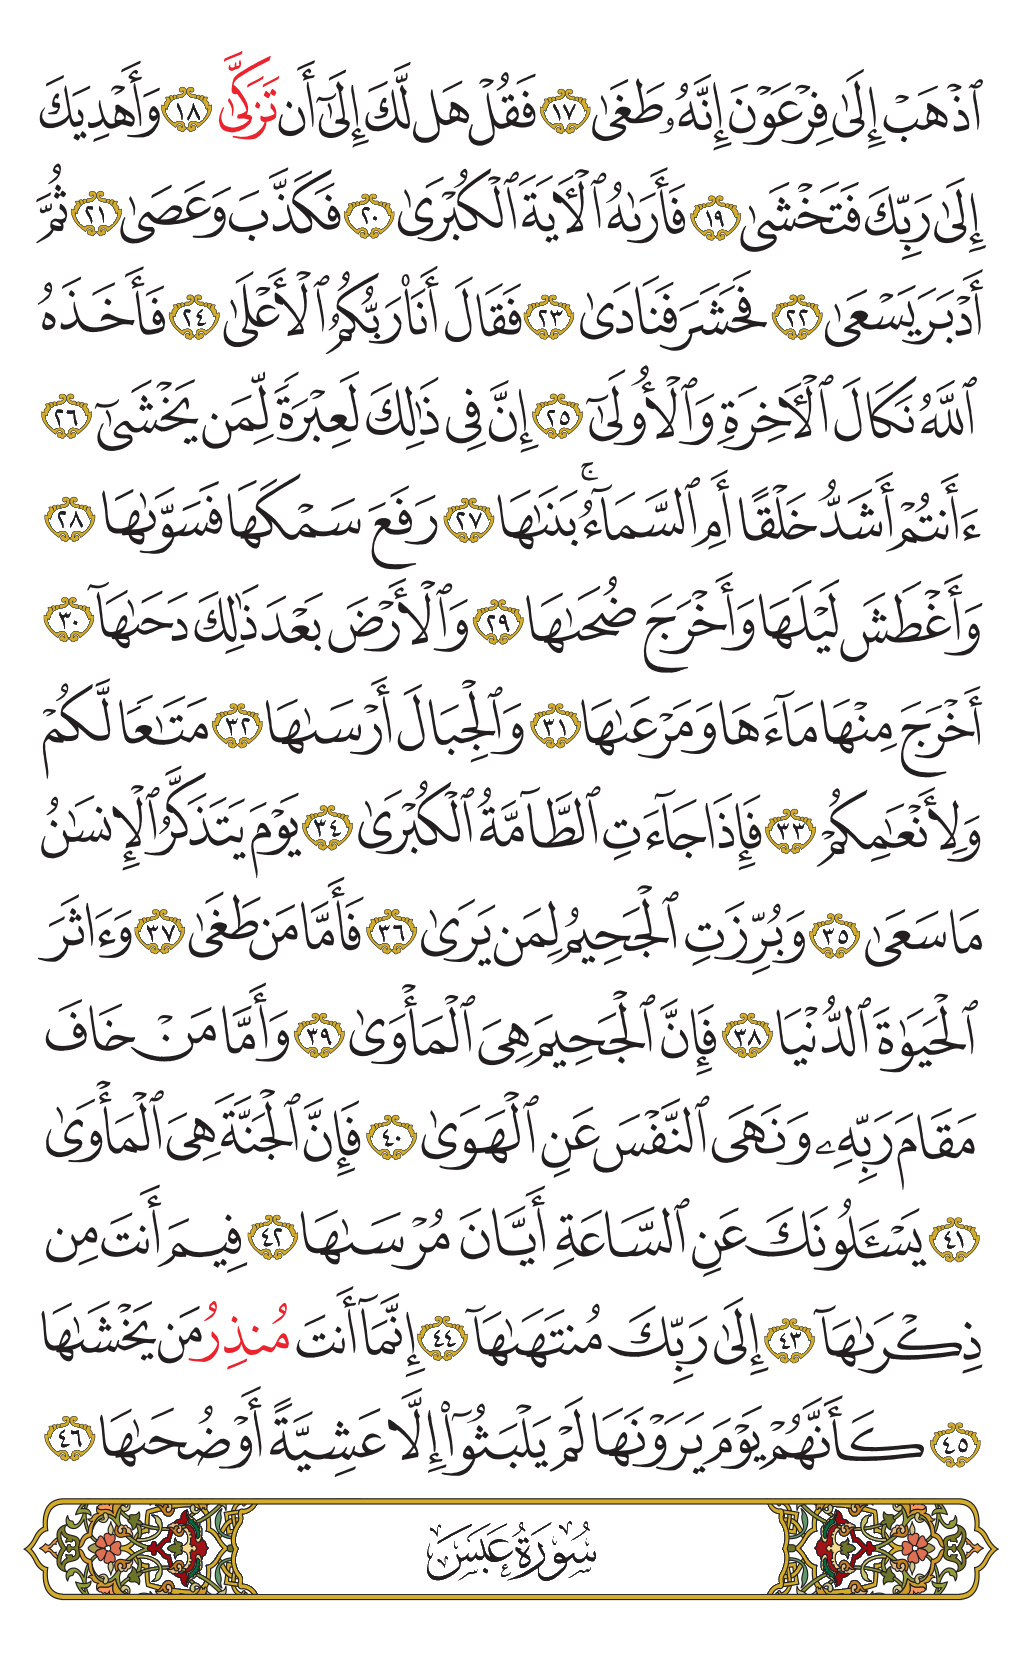 ٱذۡهَبۡ إِلَىٰ فِرۡعَوۡنَ إِنَّهُۥ طَغَىٰ ١٧ فَقُلۡ هَل لَّكَ إِلَىٰٓ أَن تَزَكَّىٰ ١٨ وَأَهۡدِيَكَ
إِلَىٰ رَبِّكَ فَتَخۡشَىٰ ١٩ فَأَرَىٰهُ ٱلۡأٓيَةَ ٱلۡكُبۡرَىٰ ٢٠ فَكَذَّبَ وَعَصَىٰ ٢١ ثُمَّ
أَدۡبَرَ يَسۡعَىٰ ٢٢ فَحَشَرَ فَنَادَىٰ ٢٣ فَقَالَ أَنَا۠ رَبُّكُمُ ٱلۡأَعۡلَىٰ ٢٤ فَأَخَذَهُ
ٱللَّهُ نَكَالَ ٱلۡأٓخِرَةِ وَٱلۡأُولَىٰٓ ٢٥ إِنَّ فِي ذَٰلِكَ لَعِبۡرَةٗ لِّمَن يَخۡشَىٰٓ ٢٦
ءَأَنتُمۡ أَشَدُّ خَلۡقًا أَمِ ٱلسَّمَآءُۚ بَنَىٰهَا ٢٧ رَفَعَ سَمۡكَهَا فَسَوَّىٰهَا ٢٨
وَأَغۡطَشَ لَيۡلَهَا وَأَخۡرَجَ ضُحَىٰهَا ٢٩ وَٱلۡأَرۡضَ بَعۡدَ ذَٰلِكَ دَحَىٰهَآ ٣٠
أَخۡرَجَ مِنۡهَا مَآءَهَا وَمَرۡعَىٰهَا ٣١ وَٱلۡجِبَالَ أَرۡسَىٰهَا ٣٢ مَتَٰعٗا لَّكُمۡ
وَلِأَنۡعَٰمِكُمۡ ٣٣ فَإِذَا جَآءَتِ ٱلطَّآمَّةُ ٱلۡكُبۡرَىٰ ٣٤ يَوۡمَ يَتَذَكَّرُ ٱلۡإِنسَٰنُ
مَا سَعَىٰ ٣٥ وَبُرِّزَتِ ٱلۡجَحِيمُ لِمَن يَرَىٰ ٣٦ فَأَمَّا مَن طَغَىٰ ٣٧ وَءَاثَرَ
ٱلۡحَيَوٰةَ ٱلدُّنۡيَا ٣٨ فَإِنَّ ٱلۡجَحِيمَ هِيَ ٱلۡمَأۡوَىٰ ٣٩ وَأَمَّا مَنۡ خَافَ
مَقَامَ رَبِّهِۦ وَنَهَى ٱلنَّفۡسَ عَنِ ٱلۡهَوَىٰ ٤٠ فَإِنَّ ٱلۡجَنَّةَ هِيَ ٱلۡمَأۡوَىٰ
٤١ يَسۡـَٔلُونَكَ عَنِ ٱلسَّاعَةِ أَيَّانَ مُرۡسَىٰهَا ٤٢ فِيمَ أَنتَ مِن
ذِكۡرَىٰهَآ ٤٣ إِلَىٰ رَبِّكَ مُنتَهَىٰهَآ ٤٤ إِنَّمَآ أَنتَ مُنذِرُ مَن يَخۡشَىٰهَا
٤٥ كَأَنَّهُمۡ يَوۡمَ يَرَوۡنَهَا لَمۡ يَلۡبَثُوٓاْ إِلَّا عَشِيَّةً أَوۡ ضُحَىٰهَا ٤٦
سُورَةُ عَبَسَ